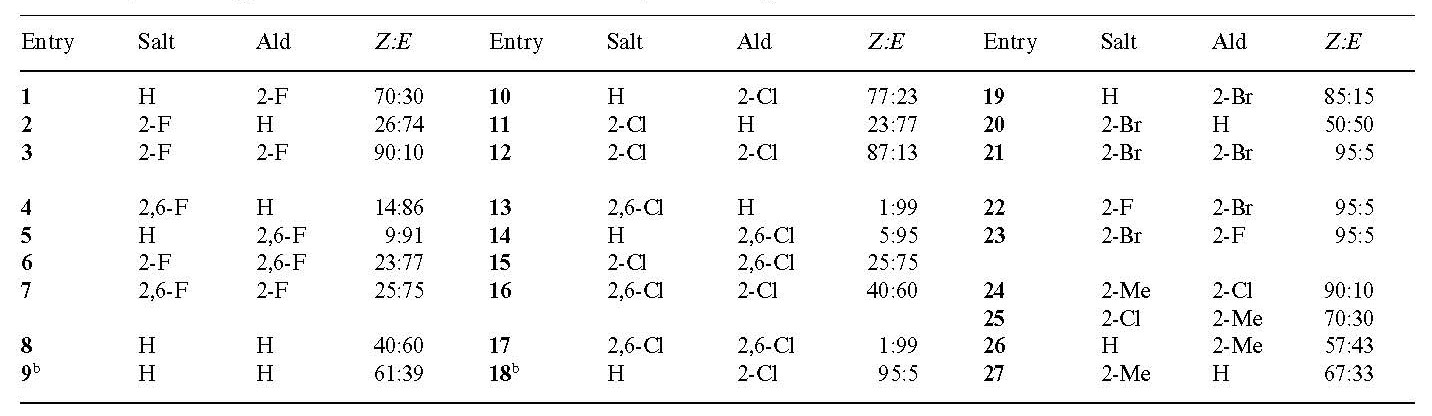 Entry Salt Ald Z:E Entry Salt Ald Z:E Entry Salt Ald Z:E
1 H 2-F 70:30 10 H 2-Cl 77:23 19 H 2-Br 85:15
2 2-F H 26:74 11 2-Cl H 23:77 20 2-Br H 50:50
3 2-F 2-F 90:10 12 2-Cl 2-Cl 87:13 21 2-Br 2-Br 95:5
4 2,6-F H 14:86 13 2,6-Cl H 1:99 22 2-F 2-Br 95:5
5 H 2,6-F 9:91 14 H 2,6-Cl 5:95 23 2-Br 2-F 95:5
6 2-F 2,6-F 23:77 15 2-Cl 2,6-Cl 25:75
7 2,6-F 2-F 25:75 16 2,6-Cl 2-Cl 40:60 24 2-Me 2-Cl 90:10
25 2-Cl 2-Me 70:30
8 H H 40:60 17 2,6-Cl 2,6-Cl 1:99 26 H 2-Me 57:43
9b H H 61:39 18b H 2-Cl 95:5 27 2-Me H 67:33